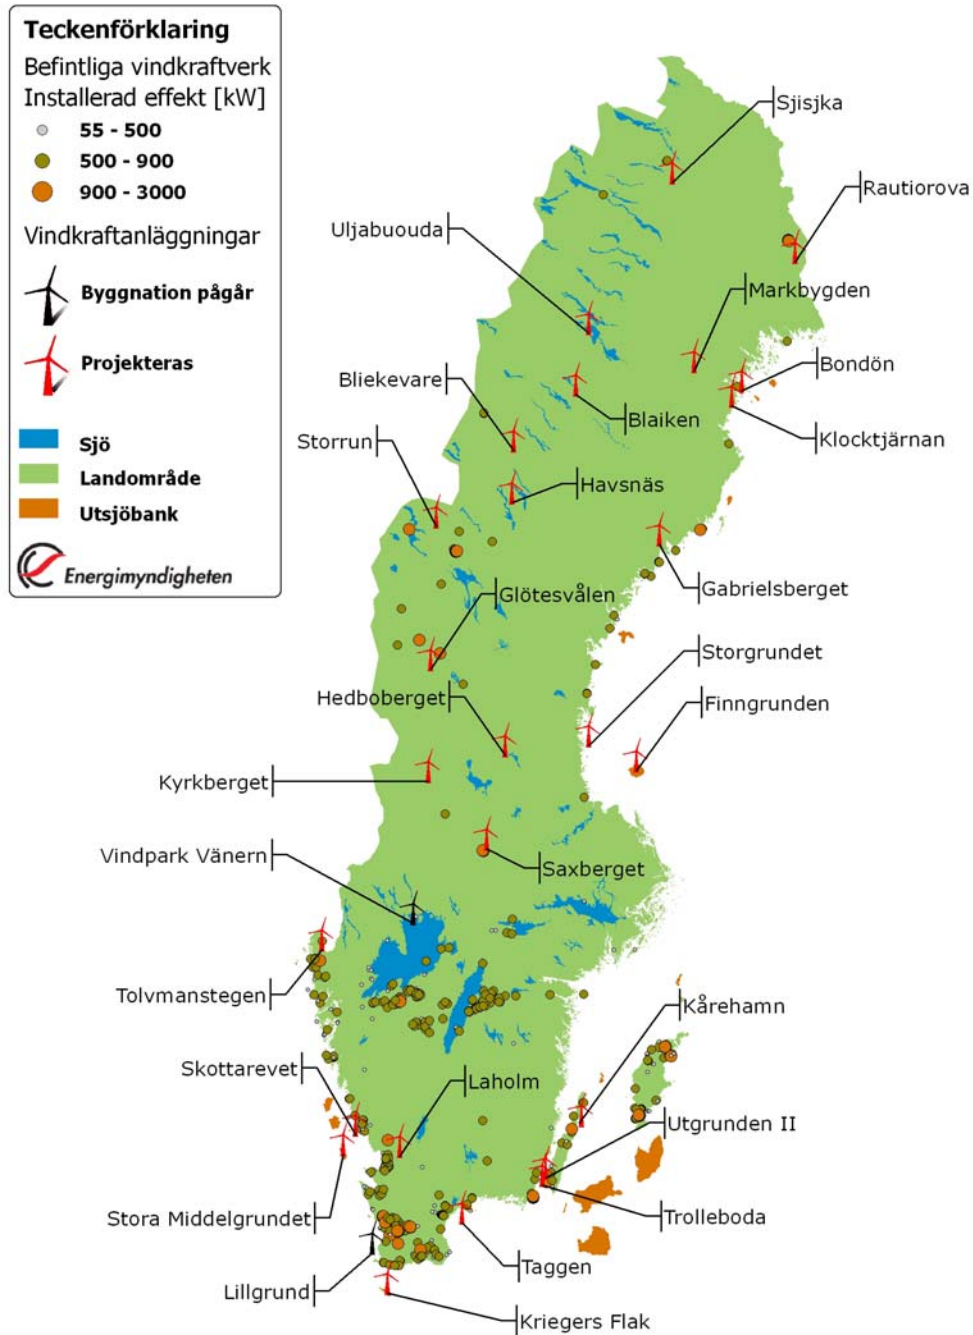 Teckenförklaring
Befintliga vindkraftverk
Installerad effekt [kW]
55 - 500
500 - 900
900 - 3000
Vindkraftanläggningar
Byggnation pågår
Projekteras
Sjö
Landområde
Utsjöbank
Energimyndigheten
Sjisjka
Rautiorova
Uljabuouda
Markbygden
Bondön
Bliekevare
Blaiken
Klocktjärnan
Storrun
Havsnäs
Gabrielsberget
Glötesvålen
Storgrundet
Hedboberget
Finngrunden
Kyrkberget
Vindpark Vänern
Saxberget
Tolvmanstegen
Kårehamn
Skottarevet
Laholm
Utgrunden II
Stora Middelgrundet
Trolleboda
Taggen
Lillgrund
Kriegers Flak